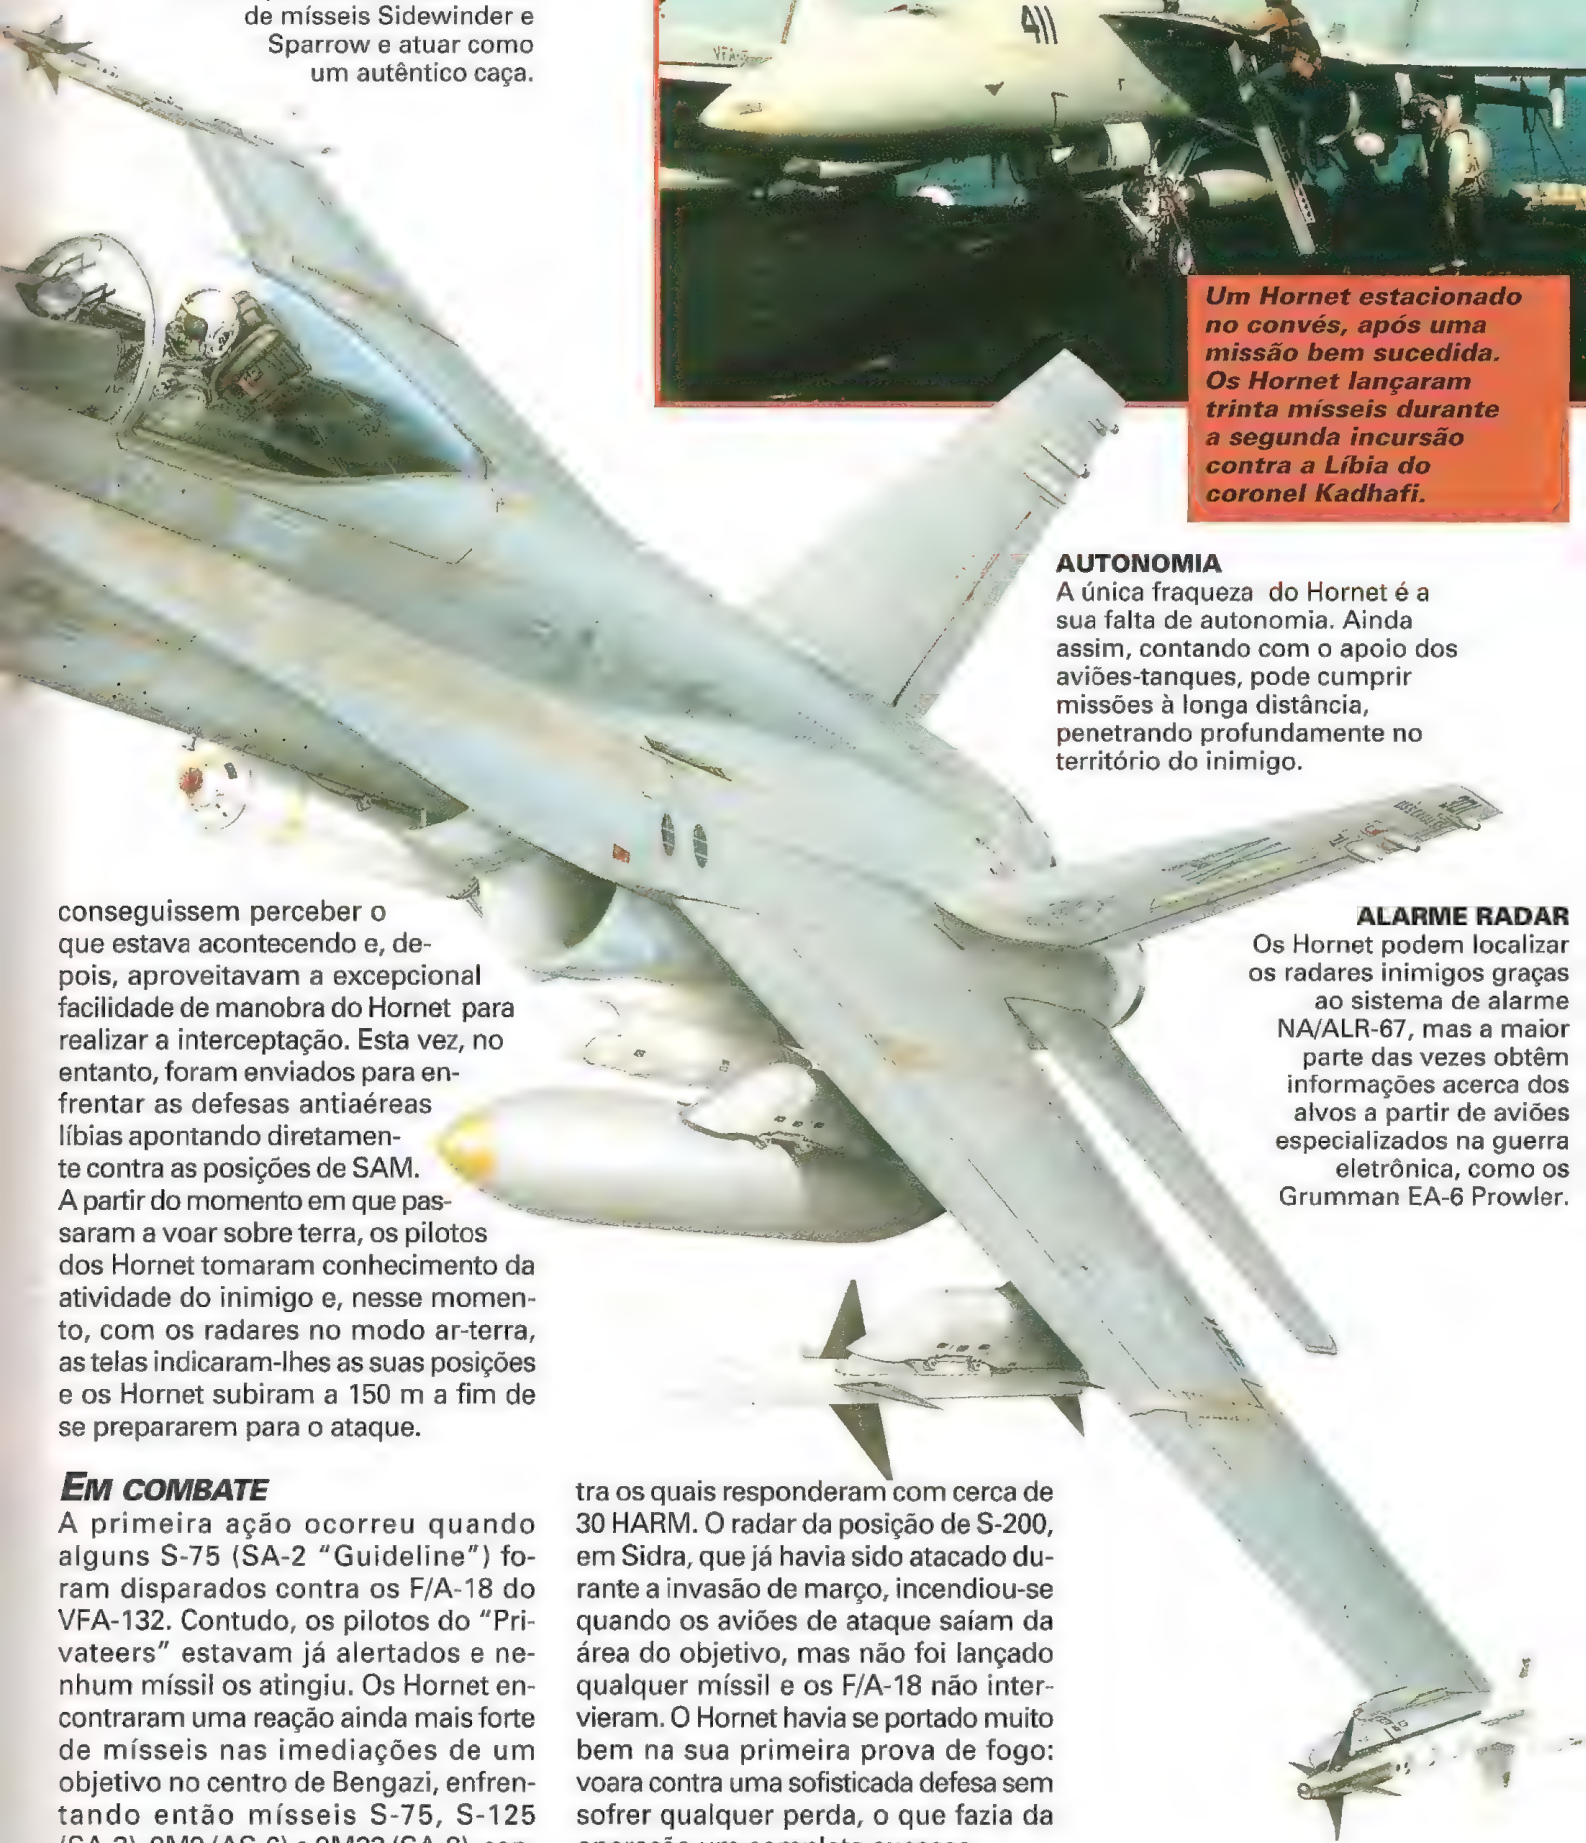 de mísseis Sidewinder e
Sparrow e atuar como
um autêntico caça.
411
Um Hornet estacionado
no convés, após uma
missão bem sucedida.
Os Hornet lançaram
trinta mísseis durante
a segunda incursão
contra a Líbia do
coronel Kadhafi.
AUTONOMIA
A única fraqueza do Hornet é a
sua falta de autonomia. Ainda
assim, contando com o apoio dos
aviões-tanques, pode cumprir
missões à longa distância,
penetrando profundamente no
território do inimigo.
ALARME RADAR
Os Hornet podem localizar
os radares inimigos graças
ao sistema de alarme
NA/ALR-67, mas a maior
parte das vezes obtêm
informações acerca dos
alvos a partir de aviões
especializados na guerra
eletrônica, como os
Grumman EA-6 Prowler.
conseguissem perceber o
que estava acontecendo e, de-
pois, aproveitavam a excepcional
facilidade de manobra do Hornet para
realizar a interceptação. Esta vez, no
entanto, foram enviados para en-
frentar as defesas antiaéreas
líbias apontando diretamen-
te contra as posições de SAM.
A partir do momento em que pas-
saram a voar sobre terra, os pilotos
dos Hornet tomaram conhecimento da
atividade do inimigo e, nesse momen-
to, com os radares no modo ar-terra,
as telas indicaram-lhes as suas posições
e os Hornet subiram a 150 m a fim de
se prepararem para o ataque.
EM COMBATE
A primeira ação ocorreu quando
alguns S-75 (SA-2 "Guideline") fo-
ram disparados contra os F/A-18 do
VFA-132. Contudo, os pilotos do "Pri-
vateers" estavam já alertados e ne-
nhum míssil os atingiu. Os Hornet en-
contraram uma reação ainda mais forte
de mísseis nas imediações de um
objetivo no centro de Bengazi, enfren-
tando então mísseis S-75, S-125
tra os quais responderam com cerca de
30 HARM. O radar da posição de S-200,
em Sidra, que já havia sido atacado du-
rante a invasão de março, incendiou-se
quando os aviões de ataque saíam da
área do objetivo, mas não foi lançado
qualquer míssil e os F/A-18 não inter-
vieram. O Hornet havia se portado muito
bem na sua primeira prova de fogo:
voara contra uma sofisticada defesa sem
sofrer qualquer perda, o que fazia da